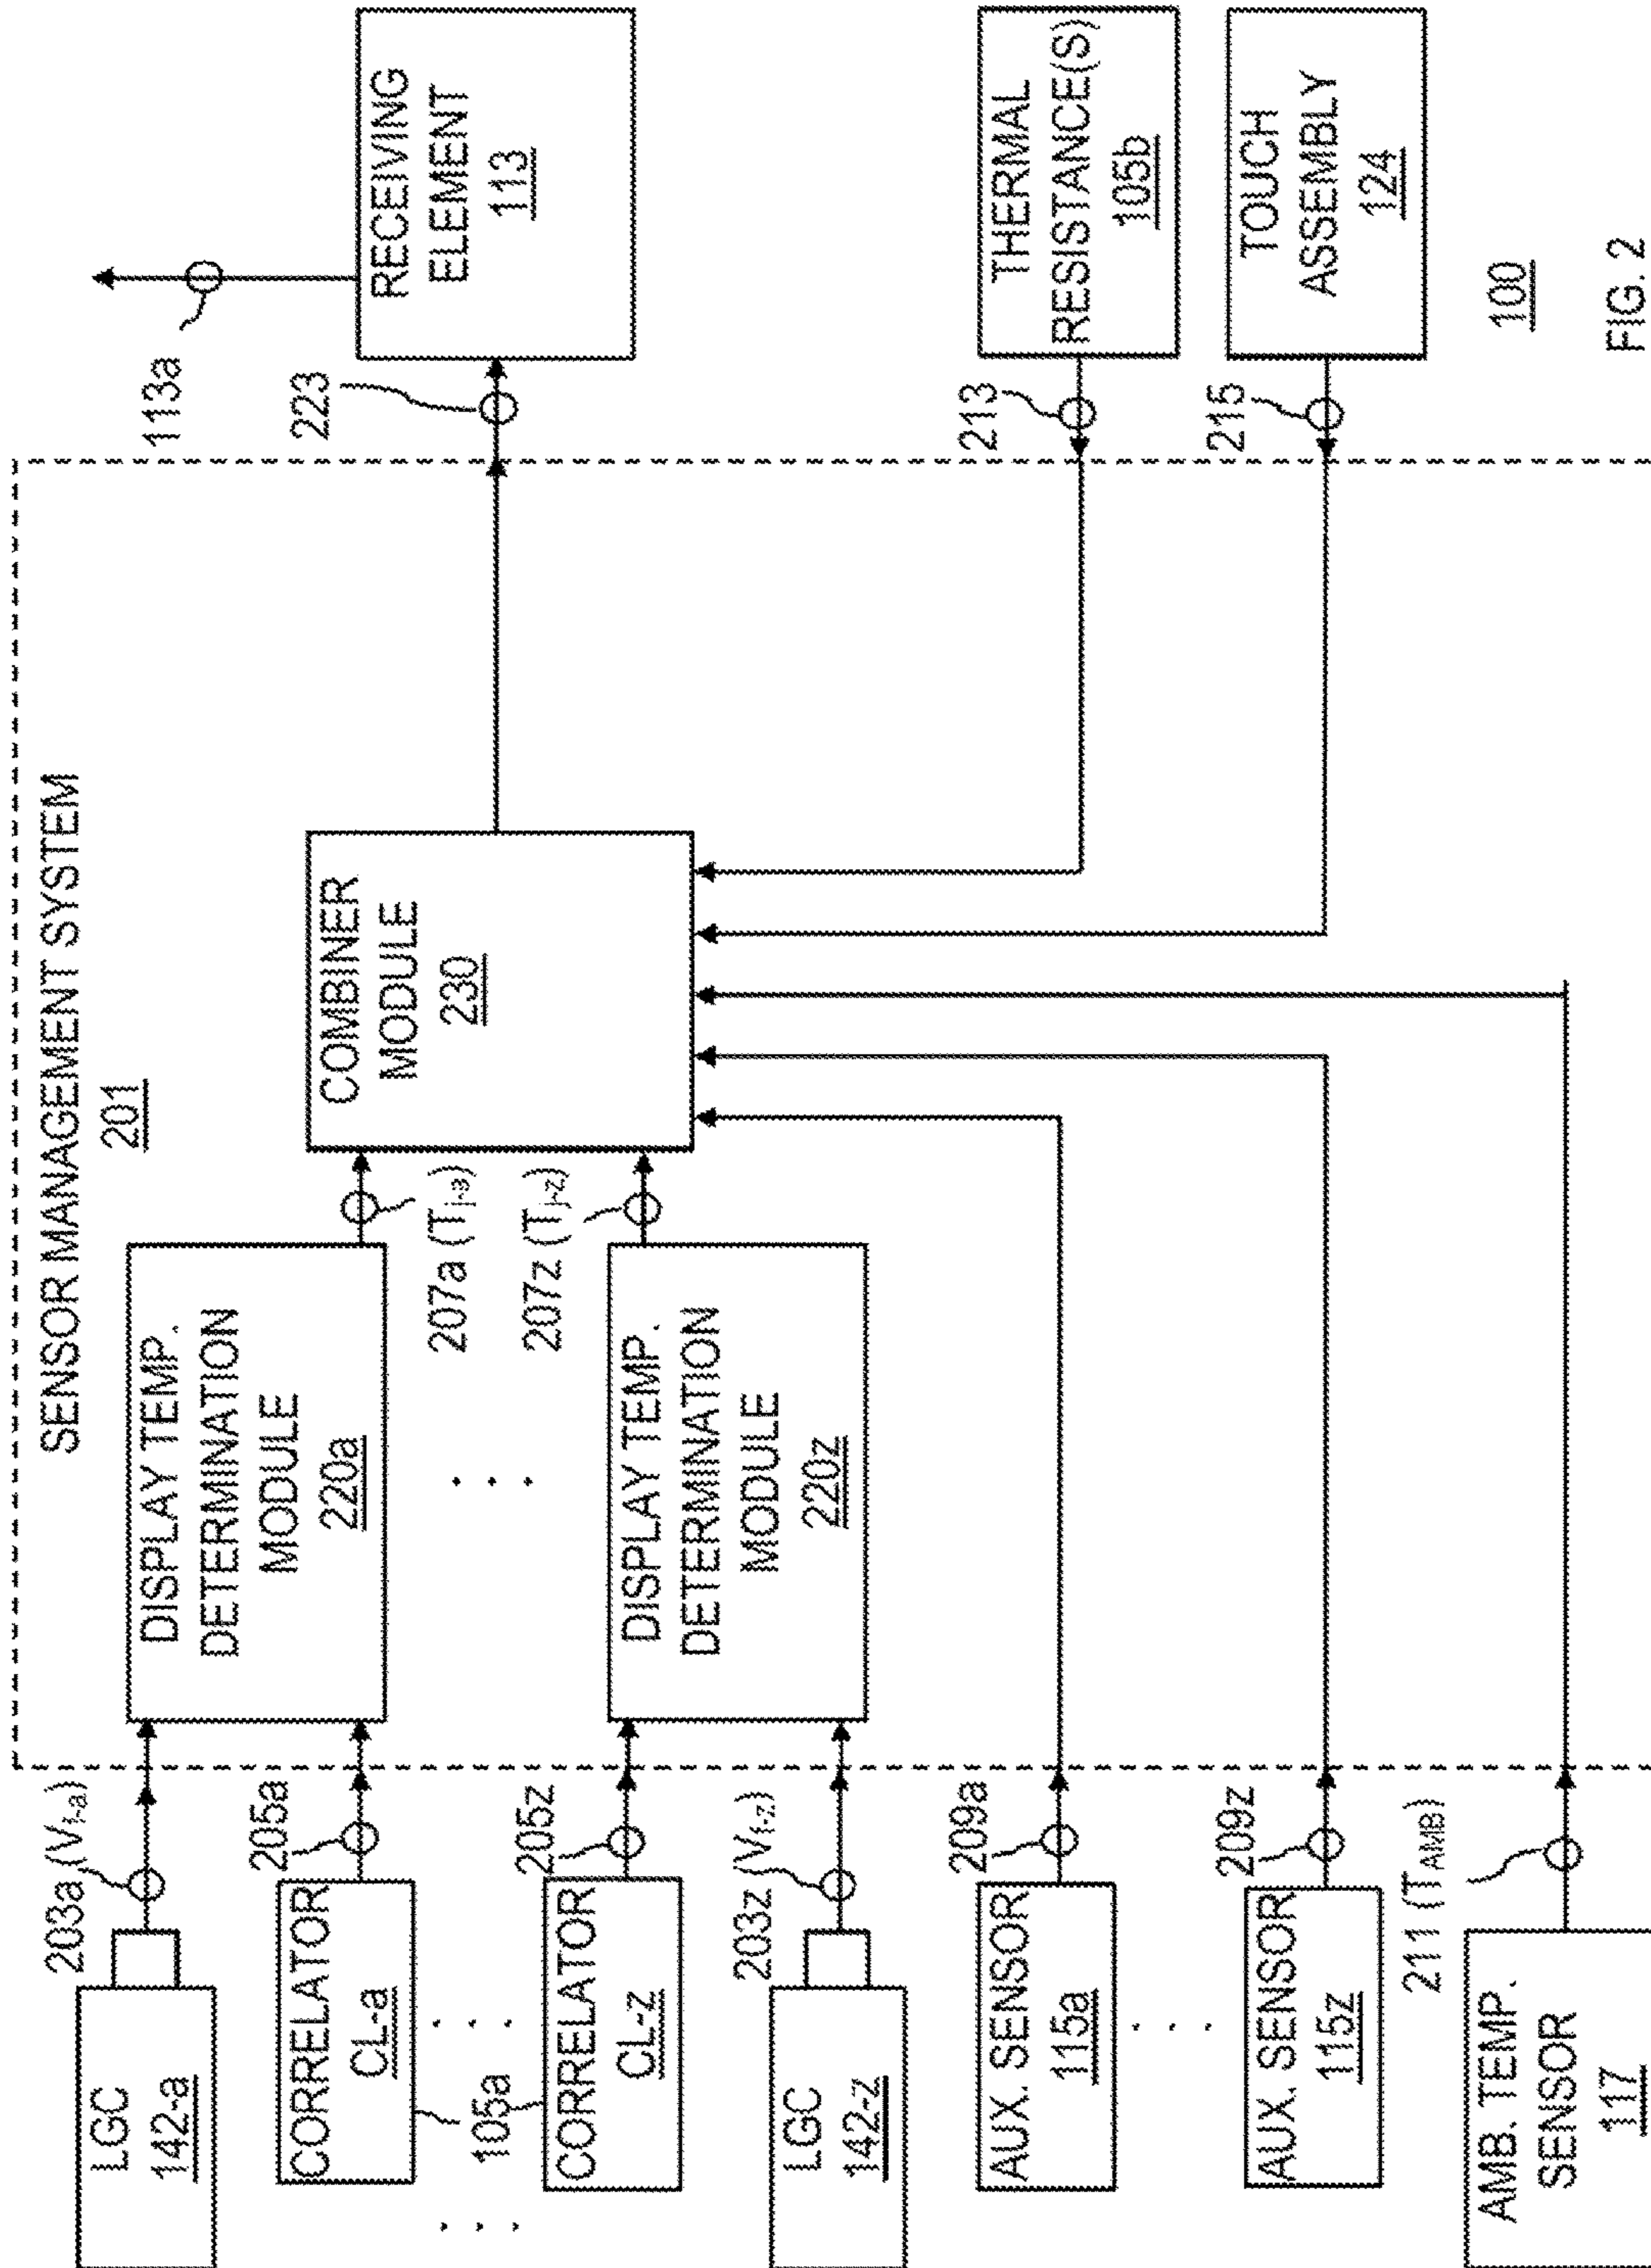 SENSOR MANAGEMENT SYSTEM
201
LGC
142-a
203a (Vf-a)
CORRELATOR
CL-a
205a
105a
CORRELATOR
CL-z
205z
LGC
142-z
203z (Vf-z)
AUX. SENSOR
115a
209a
AUX. SENSOR
115z
209z
AMB. TEMP.
SENSOR
117
211 (TAMB)
DISPLAY TEMP.
DETERMINATION
MODULE
220a
207a (Tj-a)
DISPLAY TEMP.
DETERMINATION
MODULE
220z
207z (Tj-z)
COMBINER
MODULE
230
113a
223
RECEIVING
ELEMENT
113
213
THERMAL
RESISTANCE(S)
105b
215
TOUCH
ASSEMBLY
124
100
FIG. 2